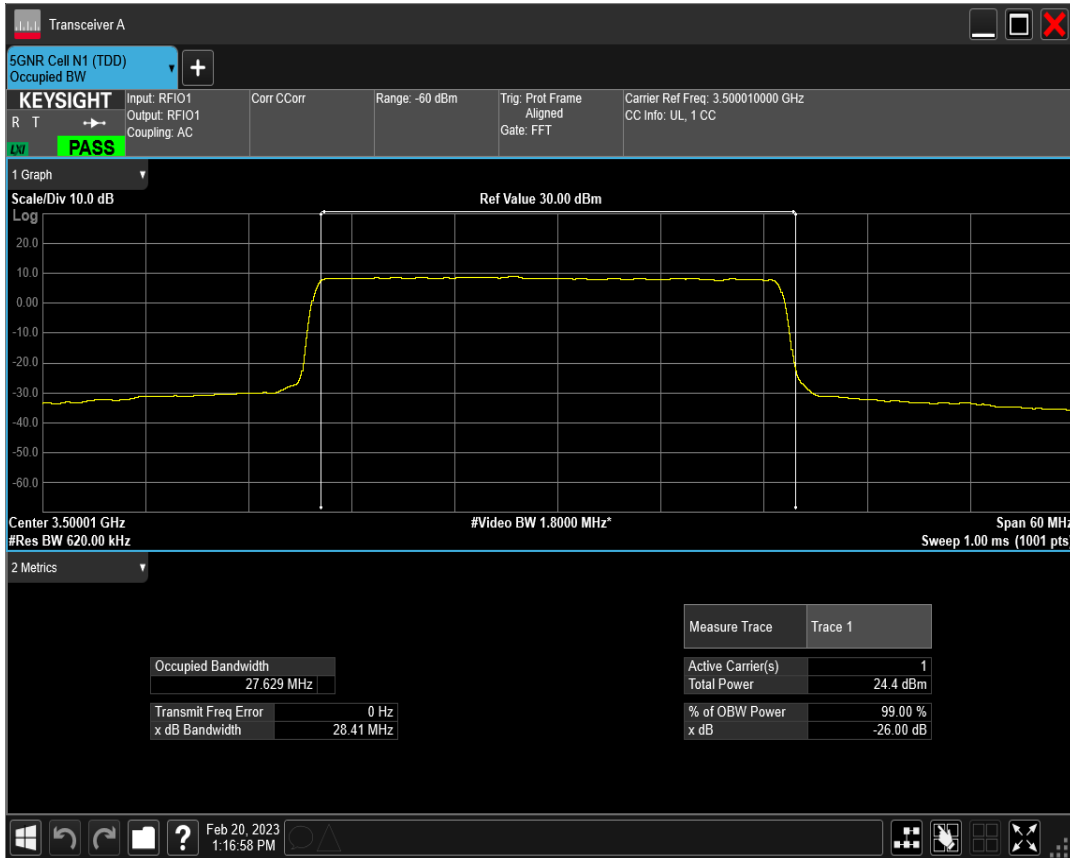 Transceiver A
5GNR Cell N1 (TDD)
Occupied BW
+
KEYSIGHT
R T
LXI PASS
Input: RFIO1
Output: RFIO1
Coupling: AC
Corr CCorr
Range: -60 dBm
Trig: Prot Frame
Aligned
Gate: FFT
Carrier Ref Freq: 3.500010000 GHz
CC Info: UL, 1 CC
1 Graph
Scale/Div 10.0 dB
Ref Value 30.00 dBm
Log
20.0
10.0
0.00
-10.0
-20.0
-30.0
-40.0
-50.0
-60.0
Center 3.50001 GHz
#Video BW 1.8000 MHz*
Span 60 MHz
#Res BW 620.00 kHz
Sweep 1.00 ms (1001 pts)
2 Metrics
Measure Trace Trace 1
Occupied Bandwidth
27.629 MHz
Transmit Freq Error 0 Hz
x dB Bandwidth 28.41 MHz
Active Carrier(s) 1
Total Power 24.4 dBm
% of OBW Power 99.00 %
x dB -26.00 dB
?
Feb 20, 2023
1:16:58 PM